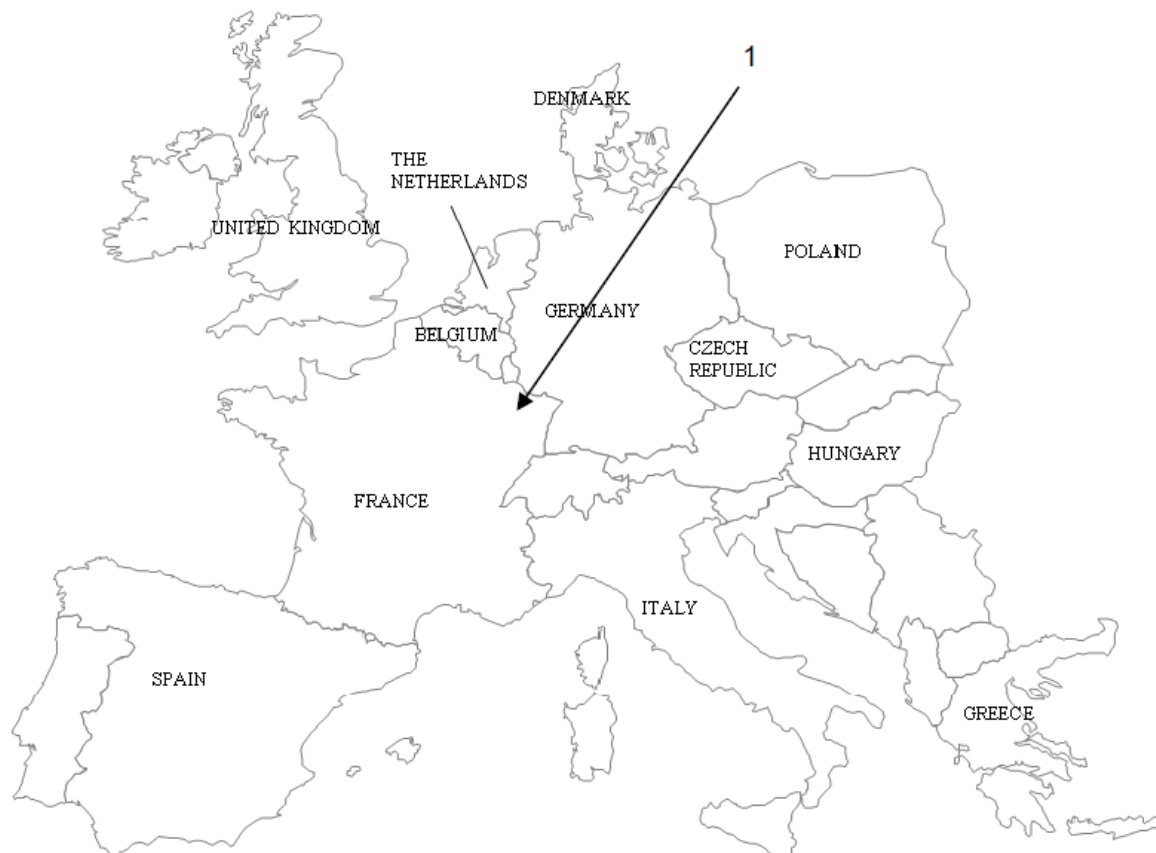 1
DENMARK
THE
NETHERLANDS
UNITED KINGDOM
POLAND
GERMANY
BELGIUM
CZECH
REPUBLIC
HUNGARY
FRANCE
ITALY
SPAIN
GREECE